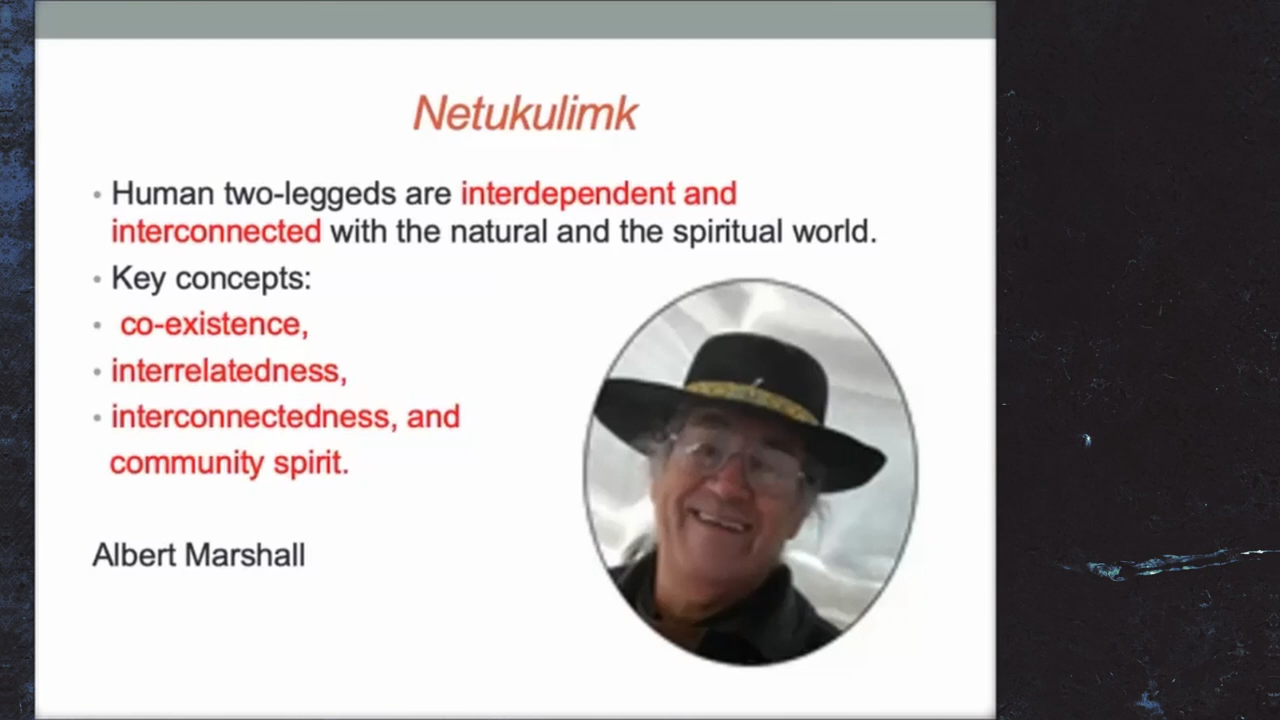 Netukulimk
• Human two-leggeds are interdependent and
interconnected with the natural and the spiritual world.
• Key concepts:
• co-existence,
• interrelatedness,
• interconnectedness, and
community spirit.
Albert Marshall